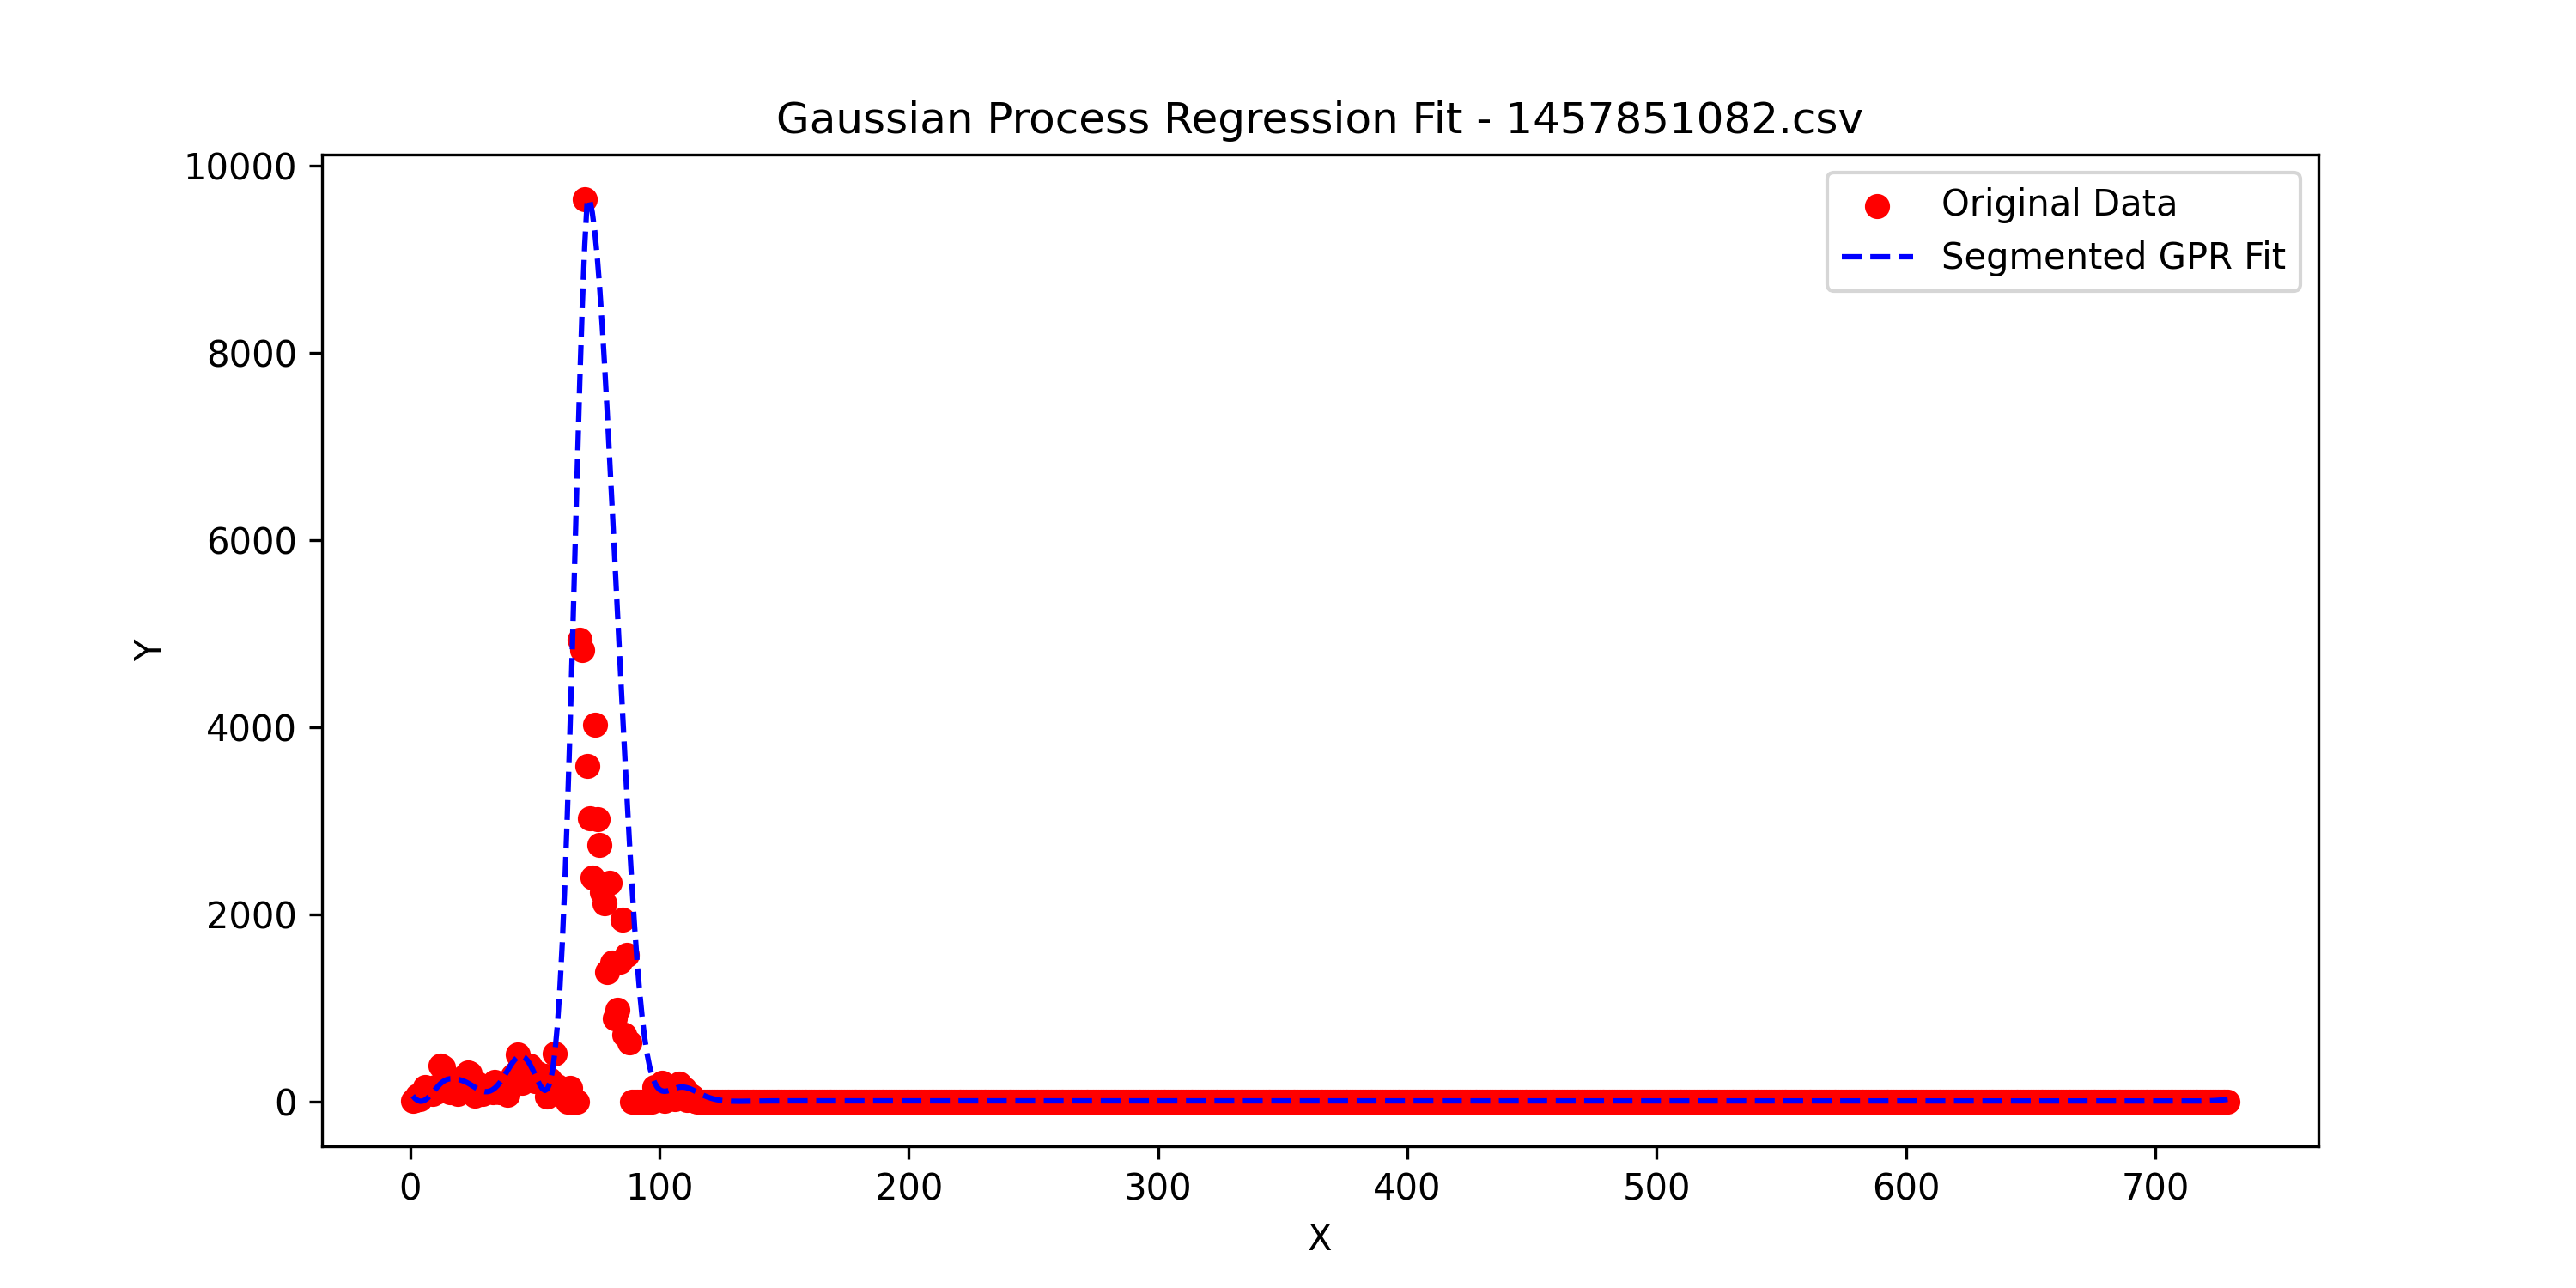 Gaussian Process Regression Fit - 1457851082.csv
Original Data
Segmented GPR Fit
10000
8000
6000
4000
2000
0
Y
0 100 200 300 400 500 600 700
X